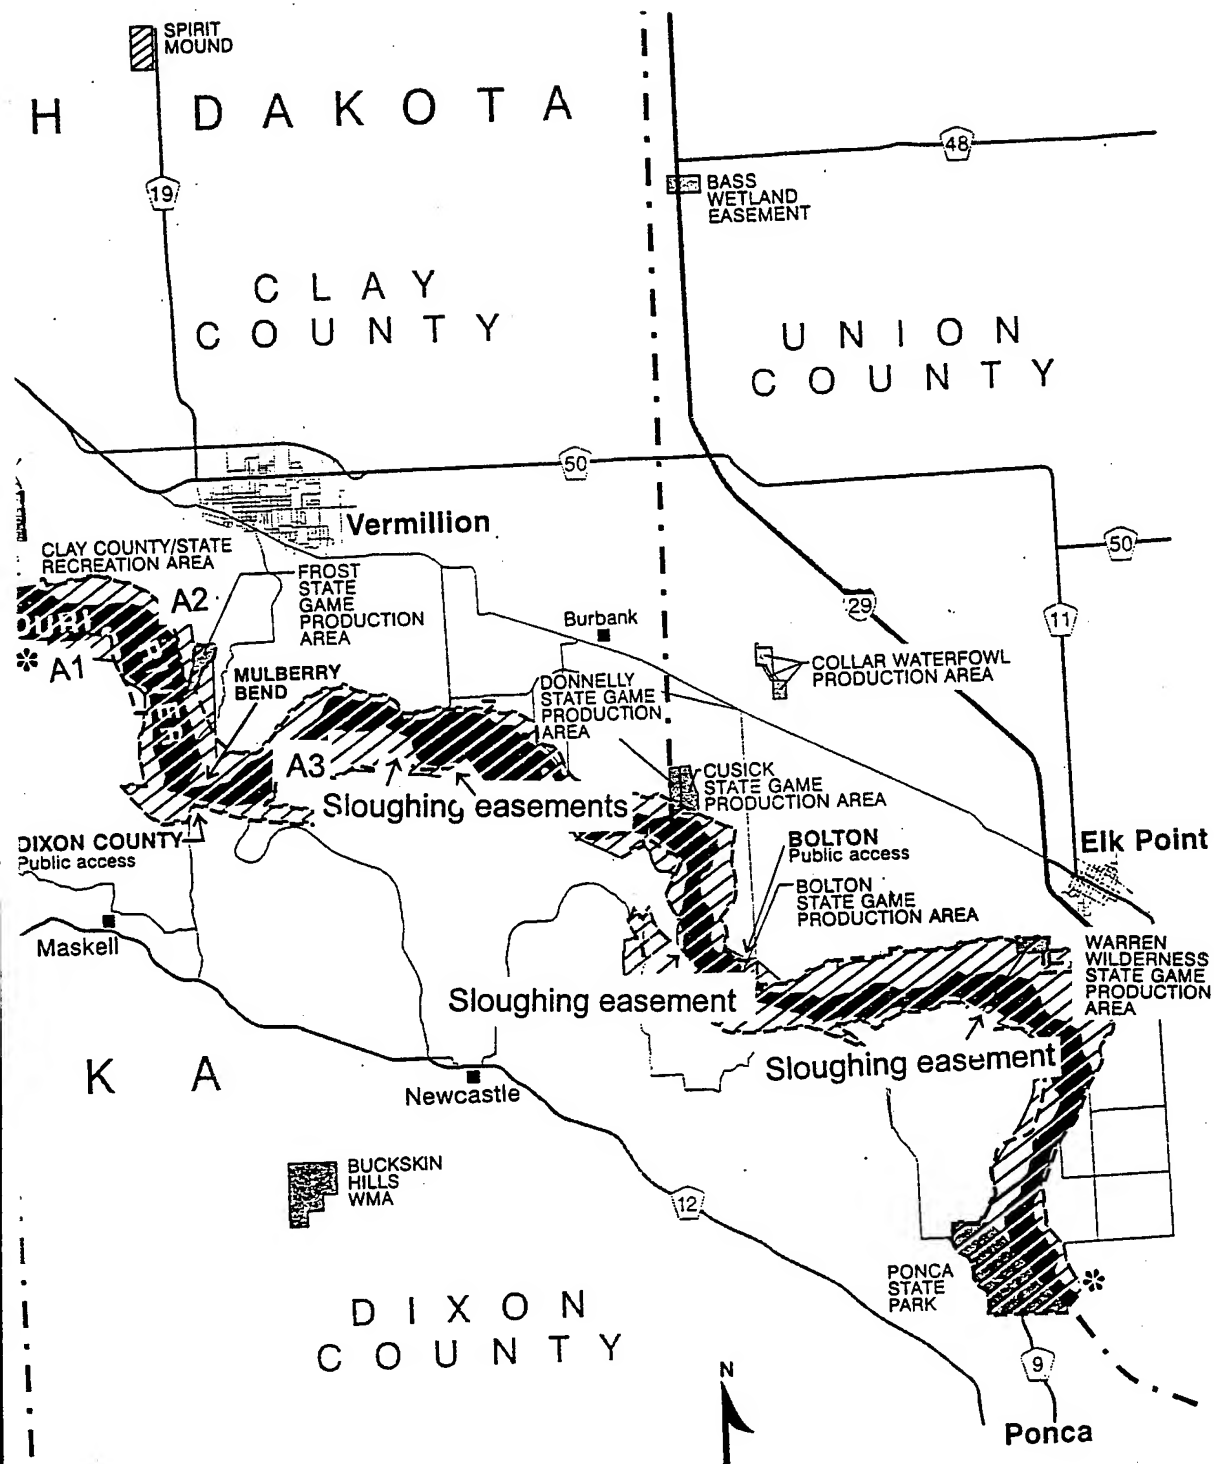 SPIRIT
MOUND
H DAKOTA
48
19
BASS
WETLAND
EASEMENT
CLAY
COUNTY
UNION
COUNTY
50
Vermillion
50
CLAY COUNTY/STATE
RECREATION AREA
FROST
STATE
GAME
PRODUCTION
AREA
A2
29
11
Burbank
OURI
A1
MULBERRY
BEND
DONNELLY
STATE GAME
PRODUCTION
AREA
COLLAR WATERFOWL
PRODUCTION AREA
A3
CUSICK
STATE GAME
PRODUCTION AREA
Sloughing easements
DIXON COUNTY
Public access
BOLTON
Public access
Elk Point
BOLTON
STATE GAME
PRODUCTION AREA
Maskell
WARREN
WILDERNESS
STATE GAME
PRODUCTION
AREA
Sloughing easement
Sloughing easement
KA
Newcastle
BUCKSKIN
HILLS
WMA
12
PONCA
STATE
PARK
DIXON
COUNTY
N
9
Ponca